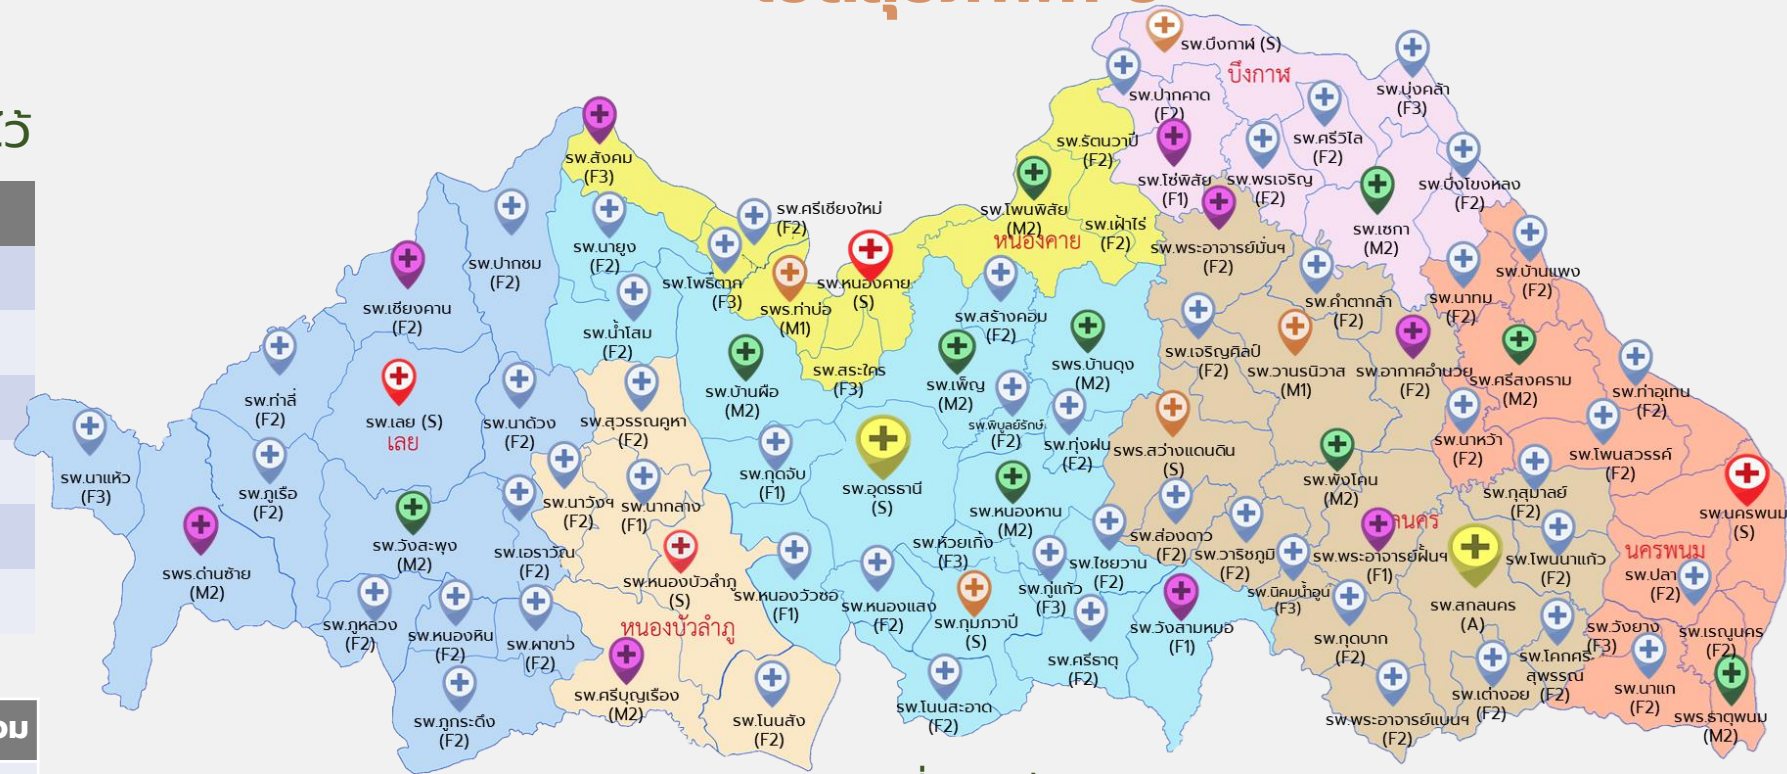 รพ.บึงกาฬ (S)
บึงกาฬ
รพ.บุ่งคล้า
(F3)
รพ.ปากคาด
(F2)
รพ.ศรีวิไล
(F2)
รพ.รัตนวาปี
(F2)
รพ.สังคม
(F3)
รพ.โซ่พิสัย
(F1)
รพ.พรเจริญ
(F2)
รพ.บึงโขงหลง
(F2)
รพ.ศรีเชียงใหม่
(F2)
รพ.โพนพิสัย
(M2)
หนองคาย
รพ.เฝ้าไร่
(F2)
รพ.เซกา
(M2)
รพ.นายูง
(F2)
รพ.ปากชม
(F2)
รพ.พระอาจารย์มั่นฯ
(F2)
รพ.บ้านแพง
(F2)
รพ.โพธิ์ตาก
(F3)
รพ.หนองคาย
(S)
สพร.ท่าบ่อ
(M1)
รพ.เชียงคาน
(F2)
รพ.สร้างคอม
(F2)
รพ.คำตากล้า
(F2)
รพ.นาทม
(F2)
รพ.น้ำโสม
(F2)
รพ.เจริญศิลป์
(F2)
รพ.วานรนิวาส
(M1)
รพ.อากาศอำนวย
(F2)
รพ.ศรีสงคราม
(M2)
รพ.สระใคร
(F3)
สพร.บ้านดุง
(M2)
รพ.บ้านผือ
(M2)
รพ.เพ็ญ
(M2)
รพ.ท่าอุเทน
(F2)
รพ.ท่าลี่
(F2)
รพ.เลย (S)
เลย
รพ.นาด้วง
(F2)
รพ.สุวรรณคูหา
(F2)
รพ.พิบูลย์รักษ์
(F2)
รพ.ทุ่งฝน
(F2)
สพร.สว่างแดนดิน
(S)
รพ.นาหว้า
(F2)
รพ.โพนสวรรค์
(F2)
รพ.นาแห้ว
(F3)
รพ.ภูเรือ
(F2)
รพ.กุดจับ
(F1)
รพ.อุดรธานี
(S)
รพ.พังโคน
(M2)
รพ.กุสุมาลย์
(F2)
รพ.นาวังฯ
(F2)
รพ.นากลาง
(F1)
รพ.หนองหาน
(M2)
รพ.นครพนม
(S)
นคร
นครพนม
รพ.วังสะพุง
(M2)
รพ.เอราวัณ
(F2)
รพ.ห้วยเกิ้ง
(F3)
รพ.ไชยวาน
(F2)
รพ.ส่องดาว
(F2)
รพ.วาริชภูมิ
(F2)
รพ.พระอาจารย์ฝั้นฯ
(F1)
รพ.โพนนาแก้ว
(F2)
สพร.ด่านซ้าย
(M2)
รพ.หนองบัวลำภู
(S)
รพ.หนองวัวซอ
(F1)
รพ.หนองแสง
(F2)
รพ.กุมภวาปี
(S)
รพ.กู่แก้ว
(F3)
รพ.นิคมน้ำอูน
(F3)
รพ.สกลนคร
(A)
รพ.ปลา
(F2)
รพ.ภูหลวง
(F2)
รพ.หนองหิน
(F2)
รพ.ผาขาว
(F2)
หนองบัวลำภู
รพ.วังสามหมอ
(F1)
รพ.กุดบาก
(F2)
รพ.วังยาง
(F3)
รพ.เรณูนคร
(F2)
รพ.ศรีธาตุ
(F2)
รพ.โคกศรี
สุพรรณ
(F2)
รพ.ศรีบุญเรือง
(M2)
รพ.เต่างอย
(F2)
รพ.นาแก
(F2)
รพ.ภูกระดึง
(F2)
รพ.โนนสัง
(F2)
รพ.โนนสะอาด
(F2)
รพ.พระอาจารย์แบนฯ
(F2)
สพร.ธาตุพนม
(M2)